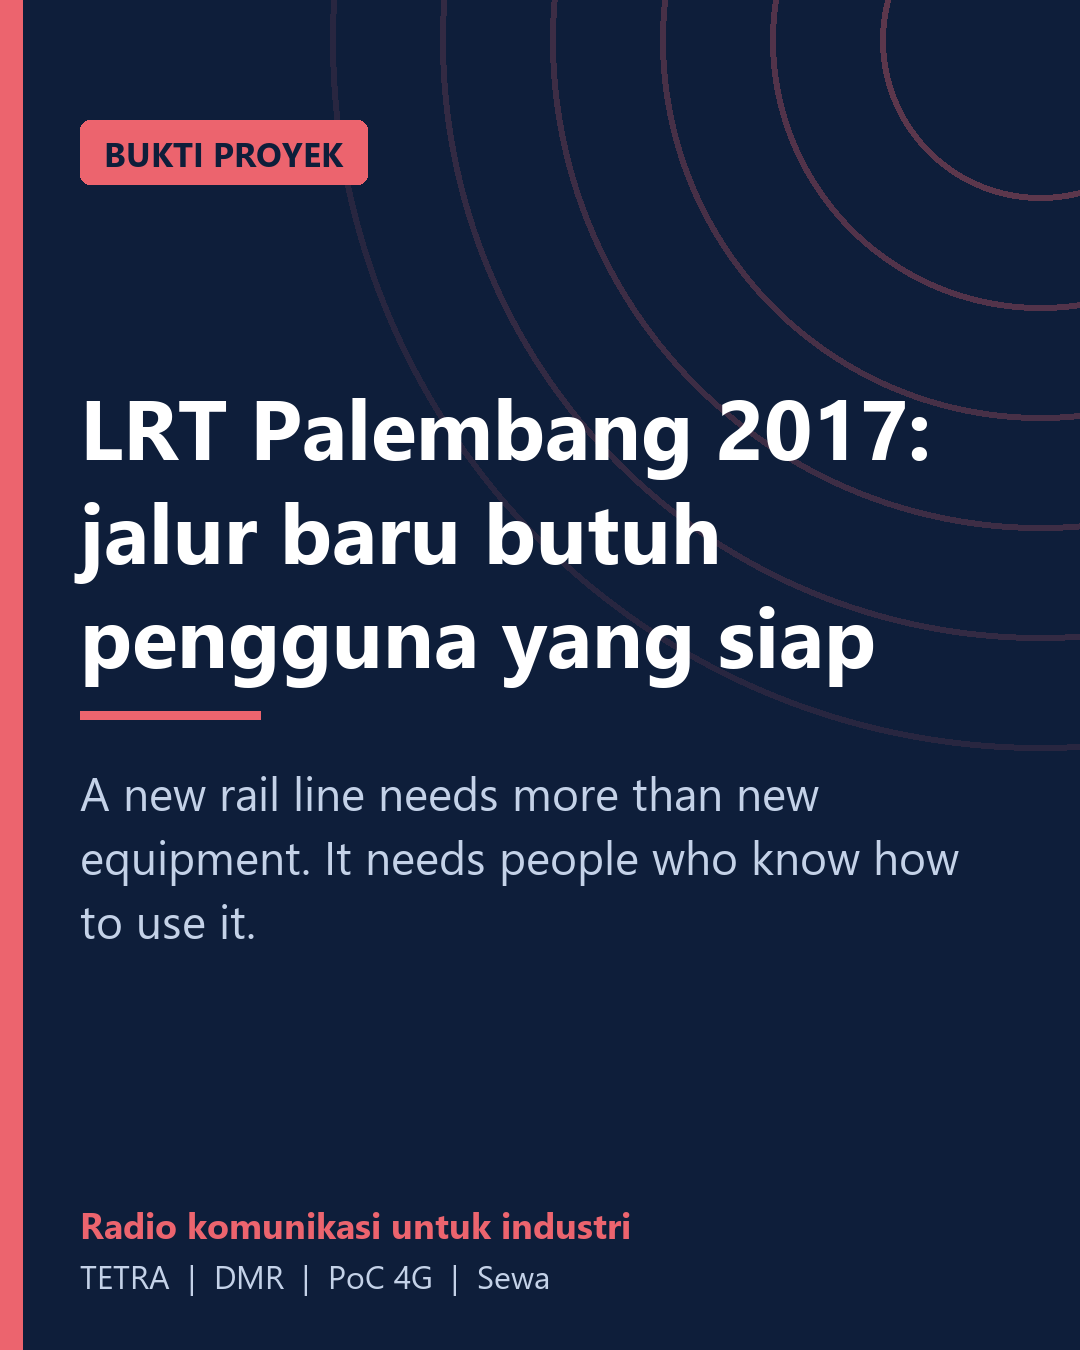 BUKTI PROYEK
LRT Palembang 2017:
jalur baru butuh
pengguna yang siap
A new rail line needs more than new
equipment. It needs people who know how
to use it.
Radio komunikasi untuk industri
TETRA | DMR | PoC 4G | Sewa